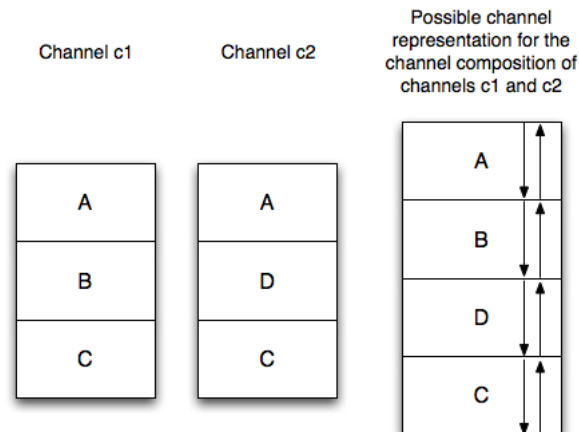 Channel c1
Channel c2
Possible channel
representation for the
channel composition of
channels c1 and c2
A
B
C
A
D
C
A
B
D
C